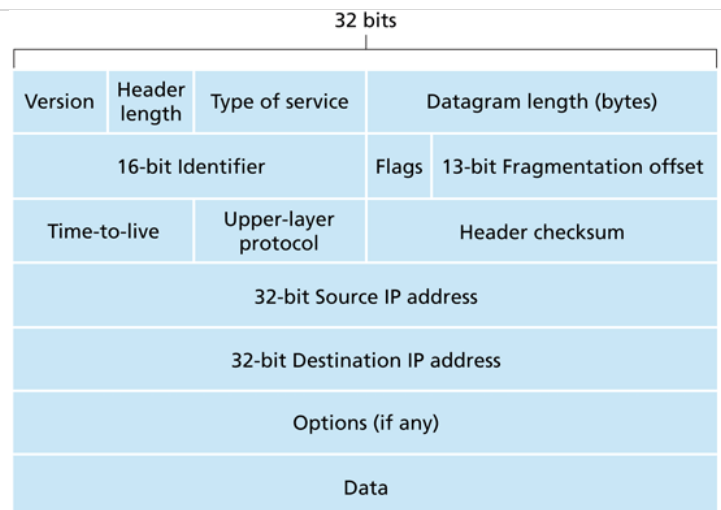 32 bits
Version
Header
length
Type of service
Datagram length (bytes)
16-bit Identifier
Flags
13-bit Fragmentation offset
Time-to-live
Upper-layer
protocol
Header checksum
32-bit Source IP address
32-bit Destination IP address
Options (if any)
Data